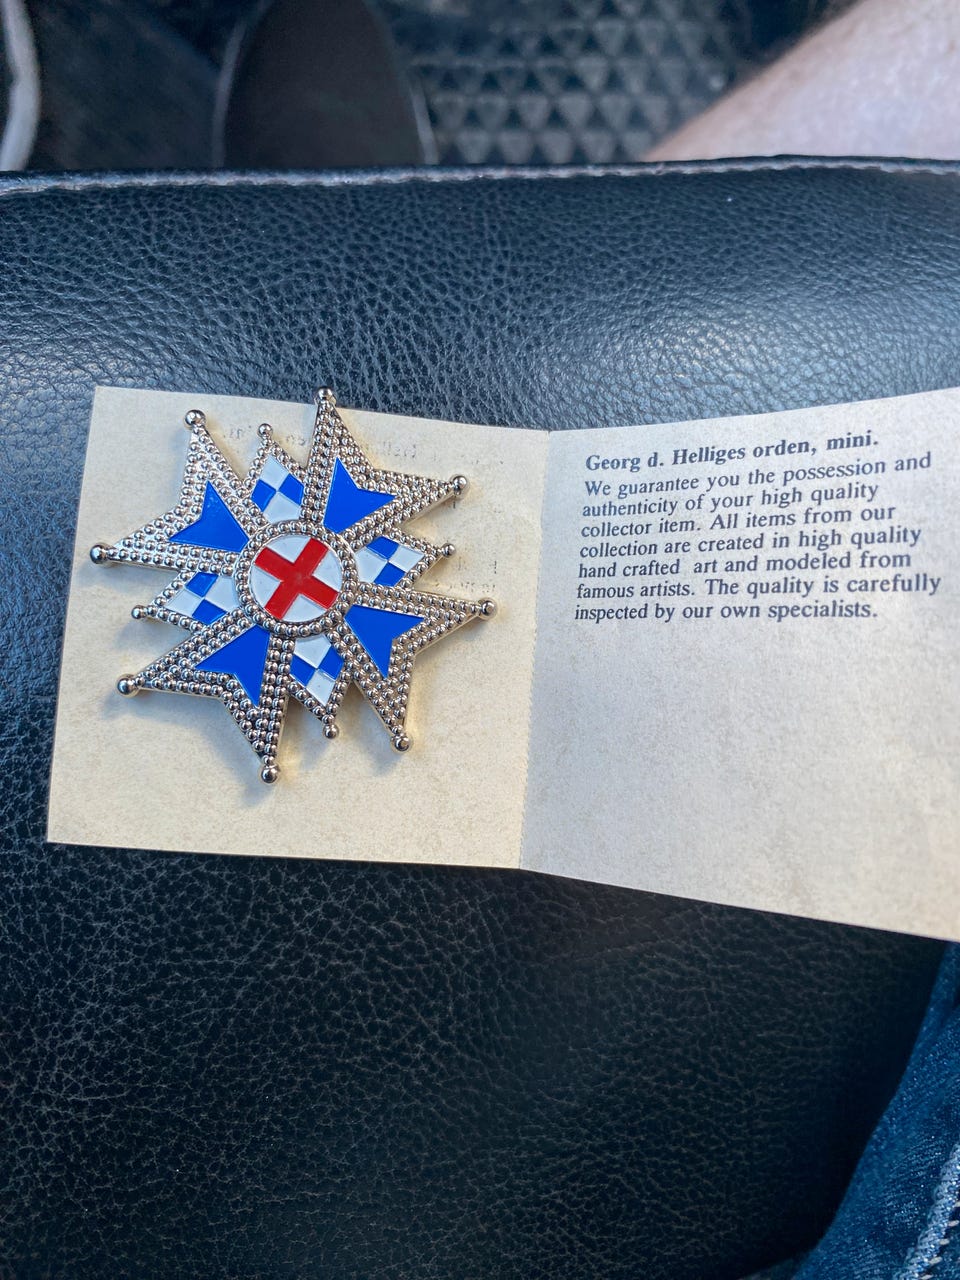 Georg d. Helliges orden, mini.
We guarantee you the possession and
authenticity of your high quality
collector item. All items from our
collection are created in high quality
hand crafted art and modeled from
famous artists. The quality is carefully
inspected by our own specialists.